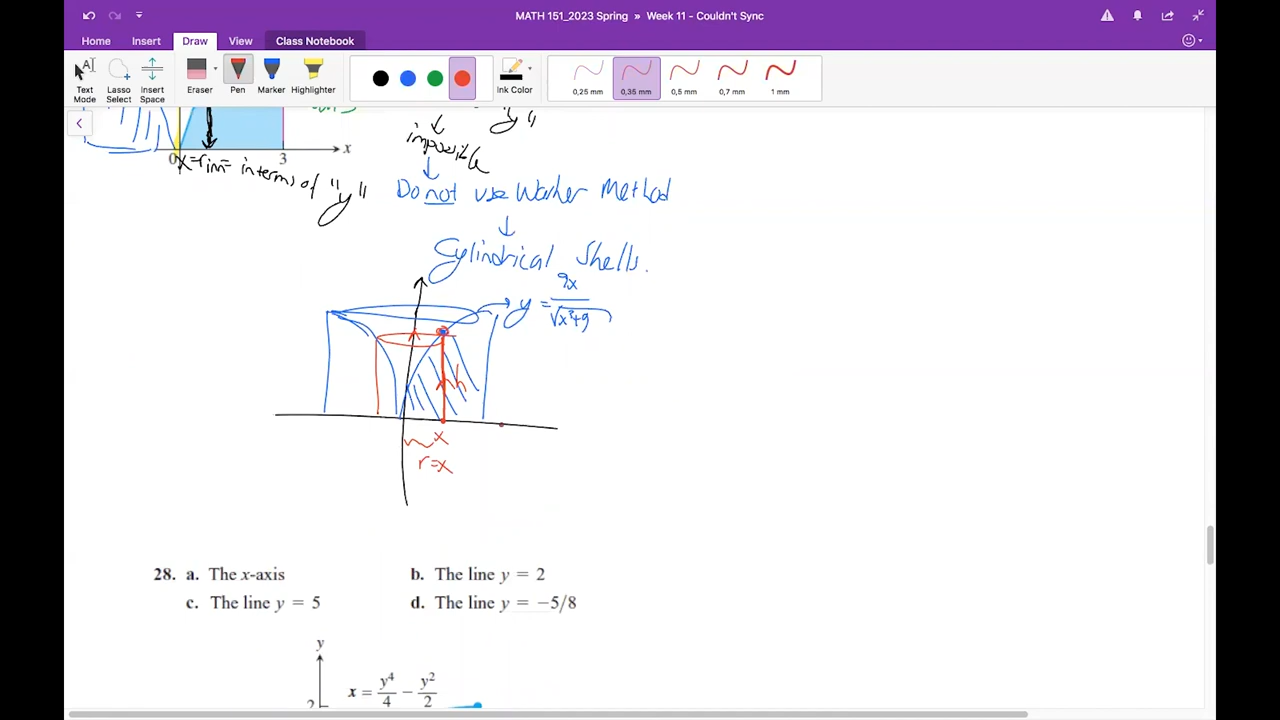 MATH 151_2023 Spring » Week 11 - Couldn't Sync
Home Insert Draw View Class Notebook
Text Mode Lasso Select Insert Space Eraser Pen Marker Highlighter Ink Color 0,25 mm 0,35 mm 0,5 mm 0,7 mm 1 mm
"y"
impossible
0 3 x
x=rin= in terms of "y"
Do not use Washer Method
Cylindrical Shells.
y = 9x/√x²+9
h
x
r=x
28. a. The x-axis b. The line y = 2
c. The line y = 5 d. The line y = −5/8
y
x = y⁴/4 − y²/2
2